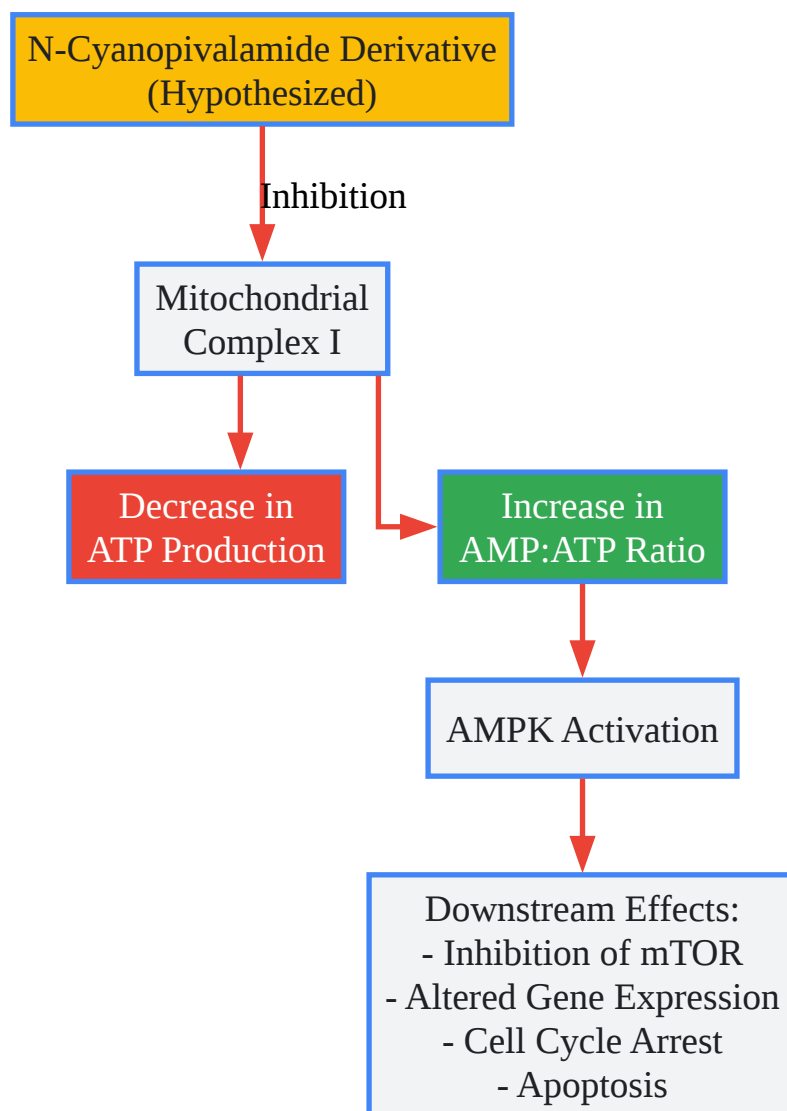 N-Cyanopivalamide Derivative
(Hypothesized)
Inhibition
Mitochondrial
Complex I
Decrease in
ATP Production
Increase in
AMP:ATP Ratio
AMPK Activation
Downstream Effects:
- Inhibition of mTOR
- Altered Gene Expression
- Cell Cycle Arrest
- Apoptosis